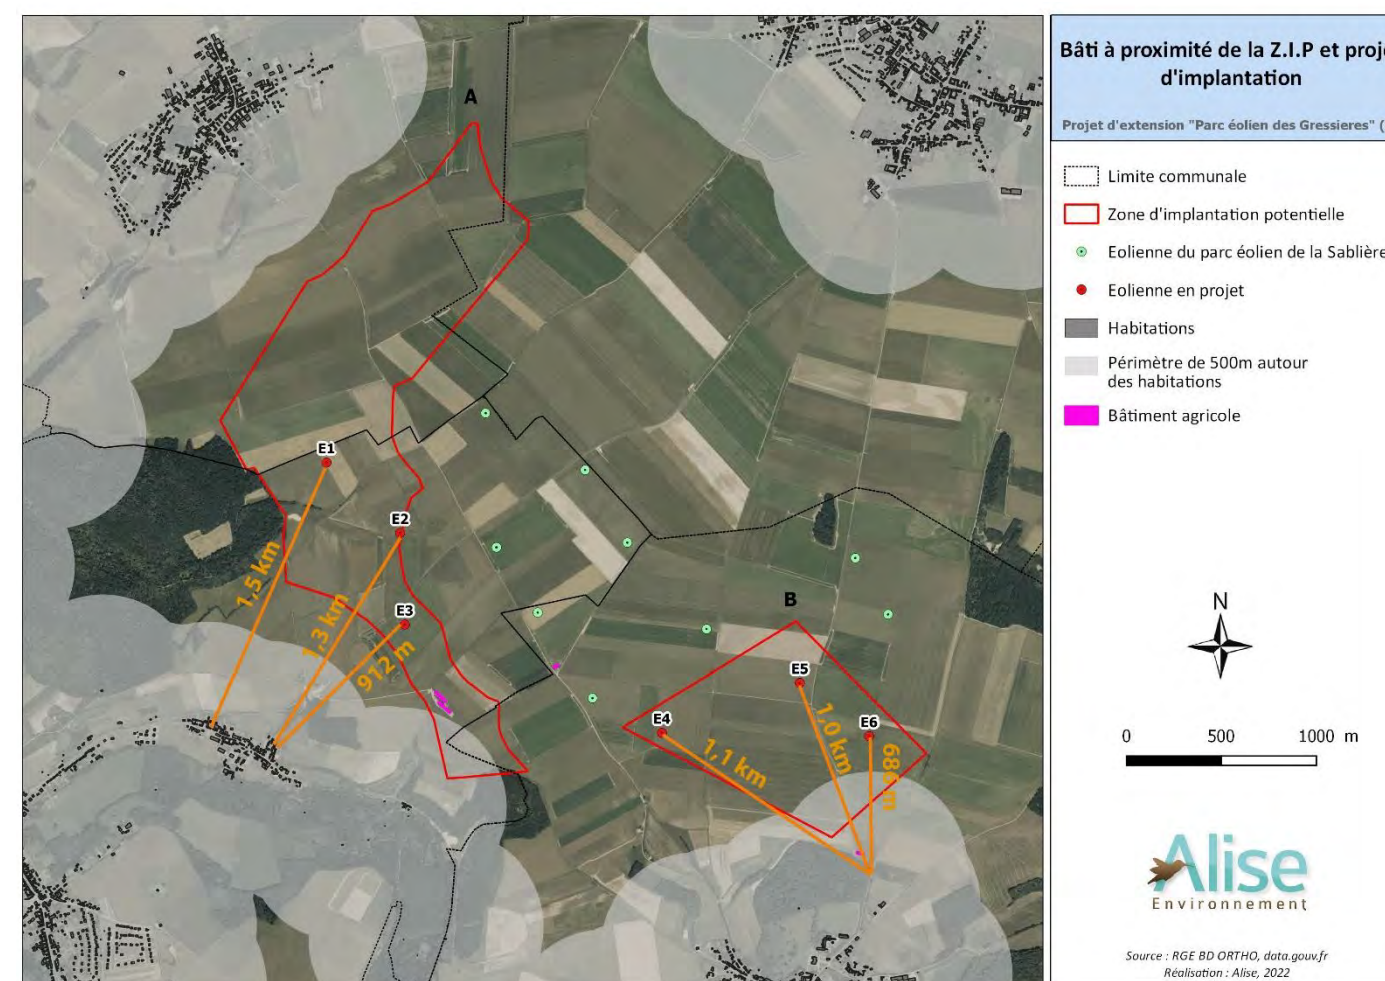 Bâti à proximité de la Z.I.P et proje
d'implantation
Projet d'extension "Parc éolien des Gressieres" (
Limite communale
Zone d'implantation potentielle
Eolienne du parc éolien de la Sablière
Eolienne en projet
Habitations
Périmètre de 500m autour
des habitations
Bâtiment agricole
A
E1
E2
E3
1,5 km
1,3 km
912 m
B
E5
E4
E6
1,1 km
1,0 km
686 m
N
0 500 1000 m
Alise
Environnement
Source : RGE BD ORTHO, data.gouv.fr
Réalisation : Alise, 2022